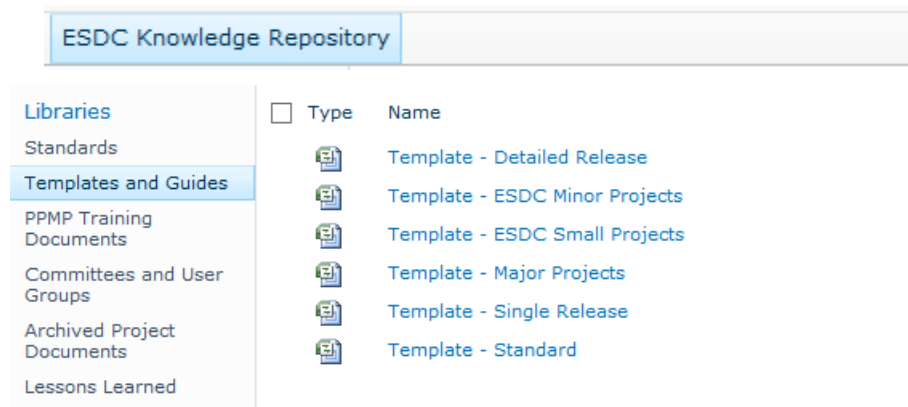 ESDC Knowledge Repository
Libraries
Standards
Templates and Guides
PPMP Training
Documents
Committees and User
Groups
Archived Project
Documents
Lessons Learned
Type Name
Template - Detailed Release
Template - ESDC Minor Projects
Template - ESDC Small Projects
Template - Major Projects
Template - Single Release
Template - Standard